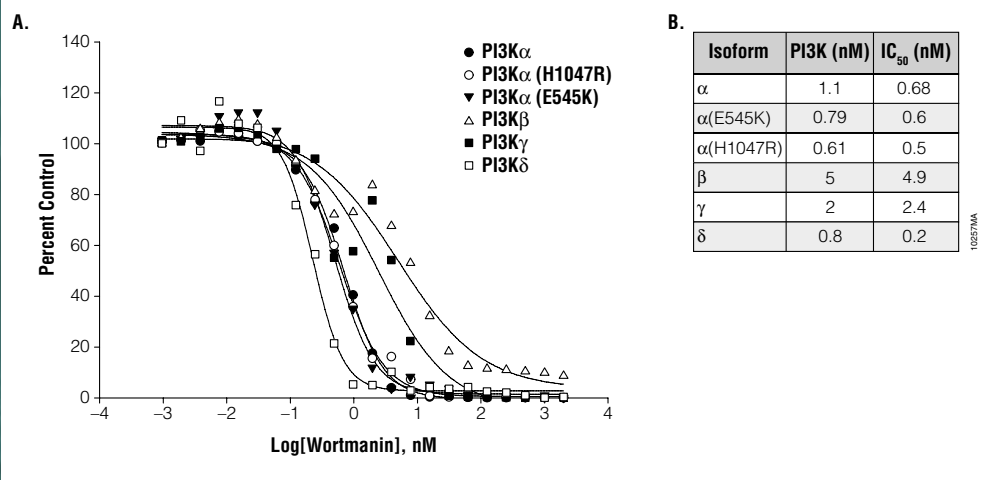 A.
Percent Control
140
120
100
80
60
40
20
0
–4 –3 –2 –1 0 1 2 3 4
Log[Wortmanin], nM
● PI3Kα
○ PI3Kα (H1047R)
▼ PI3Kα (E545K)
△ PI3Kβ
■ PI3Kγ
□ PI3Kδ
B.
Isoform PI3K (nM) IC50 (nM)
α 1.1 0.68
α(E545K) 0.79 0.6
α(H1047R) 0.61 0.5
β 5 4.9
γ 2 2.4
δ 0.8 0.2
10257MA